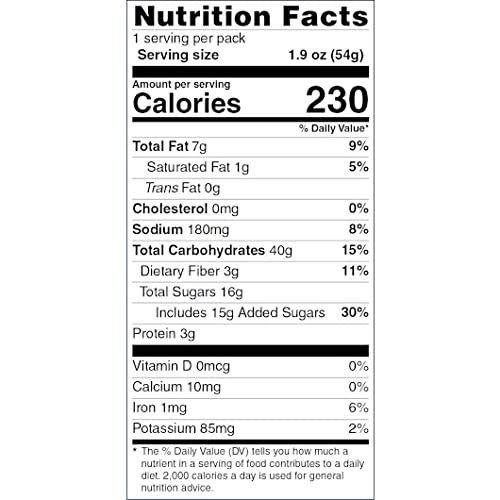 Nutrition Facts
1 serving per pack
Serving size 1.9 oz (54g)
Amount per serving
Calories 230
% Daily Value*
Total Fat 7g 9%
Saturated Fat 1g 5%
Trans Fat 0g
Cholesterol 0mg 0%
Sodium 180mg 8%
Total Carbohydrates 40g 15%
Dietary Fiber 3g 11%
Total Sugars 16g
Includes 15g Added Sugars 30%
Protein 3g
Vitamin D 0mcg 0%
Calcium 10mg 0%
Iron 1mg 6%
Potassium 85mg 2%
* The % Daily Value (DV) tells you how much a
nutrient in a serving of food contributes to a daily
diet. 2,000 calories a day is used for general
nutrition advice.